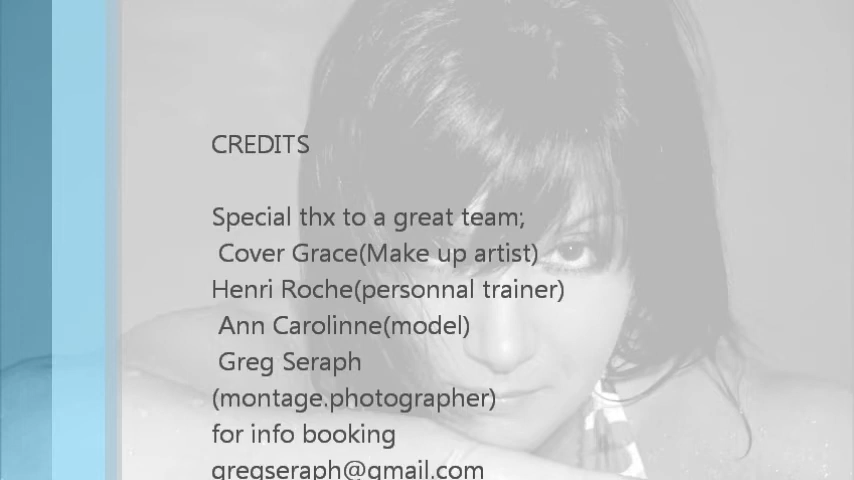 CREDITS
Special thx to a great team;
Cover Grace(Make up artist)
Henri Roche(personnal trainer)
Ann Carolinne(model)
Greg Seraph
(montage.photographer)
for info booking
gregseraph@gmail.com